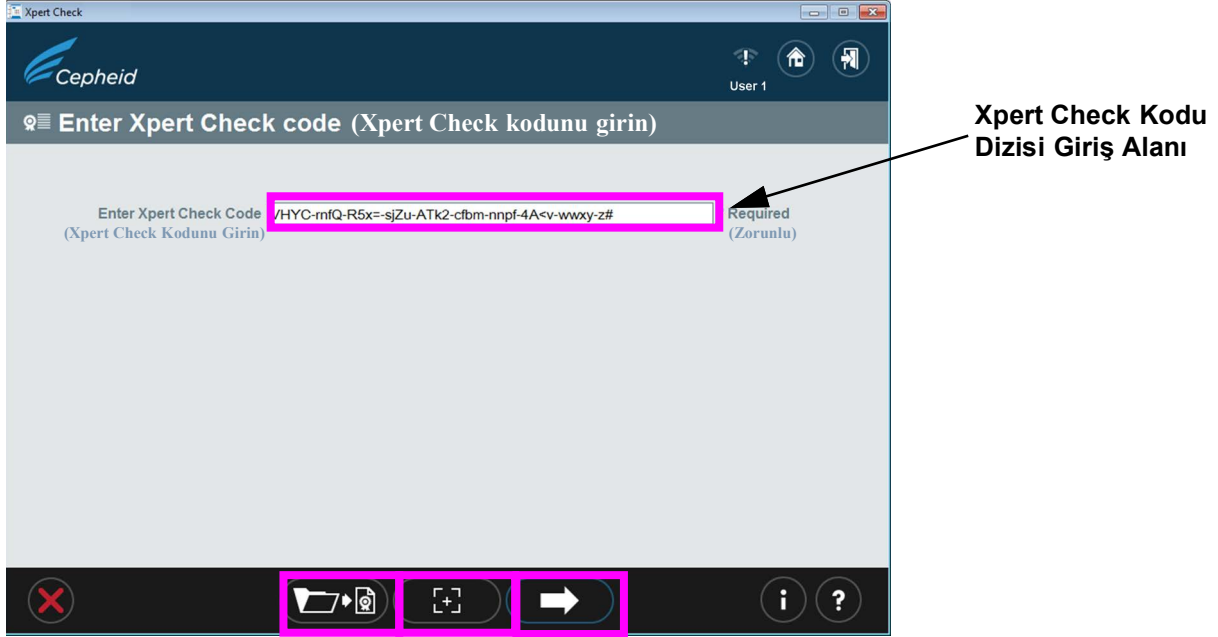 Xpert Check
Cepheid
User 1
Enter Xpert Check code (Xpert Check kodunu girin)
Xpert Check Kodu
Dizisi Giriş Alanı
Enter Xpert Check Code
/HYC-rnfQ-R5x=-sjZu-ATk2-cfbm-nnpf-4A<v-wwxy-z#
Required
(Xpert Check Kodunu Girin)
(Zorunlu)
i
?